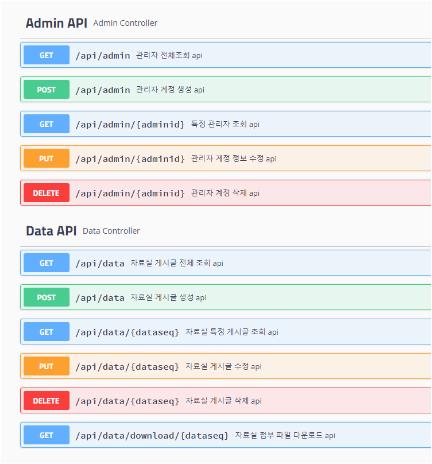 Admin API Admin Controller
GET /api/admin 관리자 전체조회 api
POST /api/admin 관리자 계정 생성 api
GET /api/admin/{adminid} 특정 관리자 조회 api
PUT /api/admin/{adminid} 관리자 계정 정보 수정 api
DELETE /api/admin/{adminid} 관리자 계정 삭제 api
Data API Data Controller
GET /api/data 자료실 게시글 전체 조회 api
POST /api/data 자료실 게시글 생성 api
GET /api/data/{dataseq} 자료실 특정 게시글 조회 api
PUT /api/data/{dataseq} 자료실 게시글 수정 api
DELETE /api/data/{dataseq} 자료실 게시글 삭제 api
GET /api/data/download/{dataseq} 자료실 첨부 파일 다운로드 api